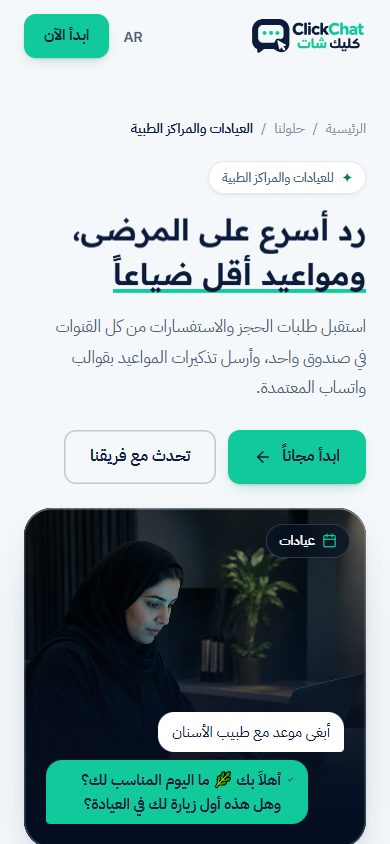 ClickChat
كليك شات
AR
ابدأ الآن
الرئيسية / حلولنا / العيادات والمراكز الطبية
للعيادات والمراكز الطبية
رد أسرع على المرضى،
ومواعيد أقل ضياعاً
استقبل طلبات الحجز والاستفسارات من كل القنوات
في صندوق واحد، وأرسل تذكيرات المواعيد بقوالب
واتساب المعتمدة.
ابدأ مجاناً ←
تحدث مع فريقنا
عيادات
أبغى موعد مع طبيب الأسنان
أهلاً بك 🌿 ما اليوم المناسب لك؟
وهل هذه أول زيارة لك في العيادة؟